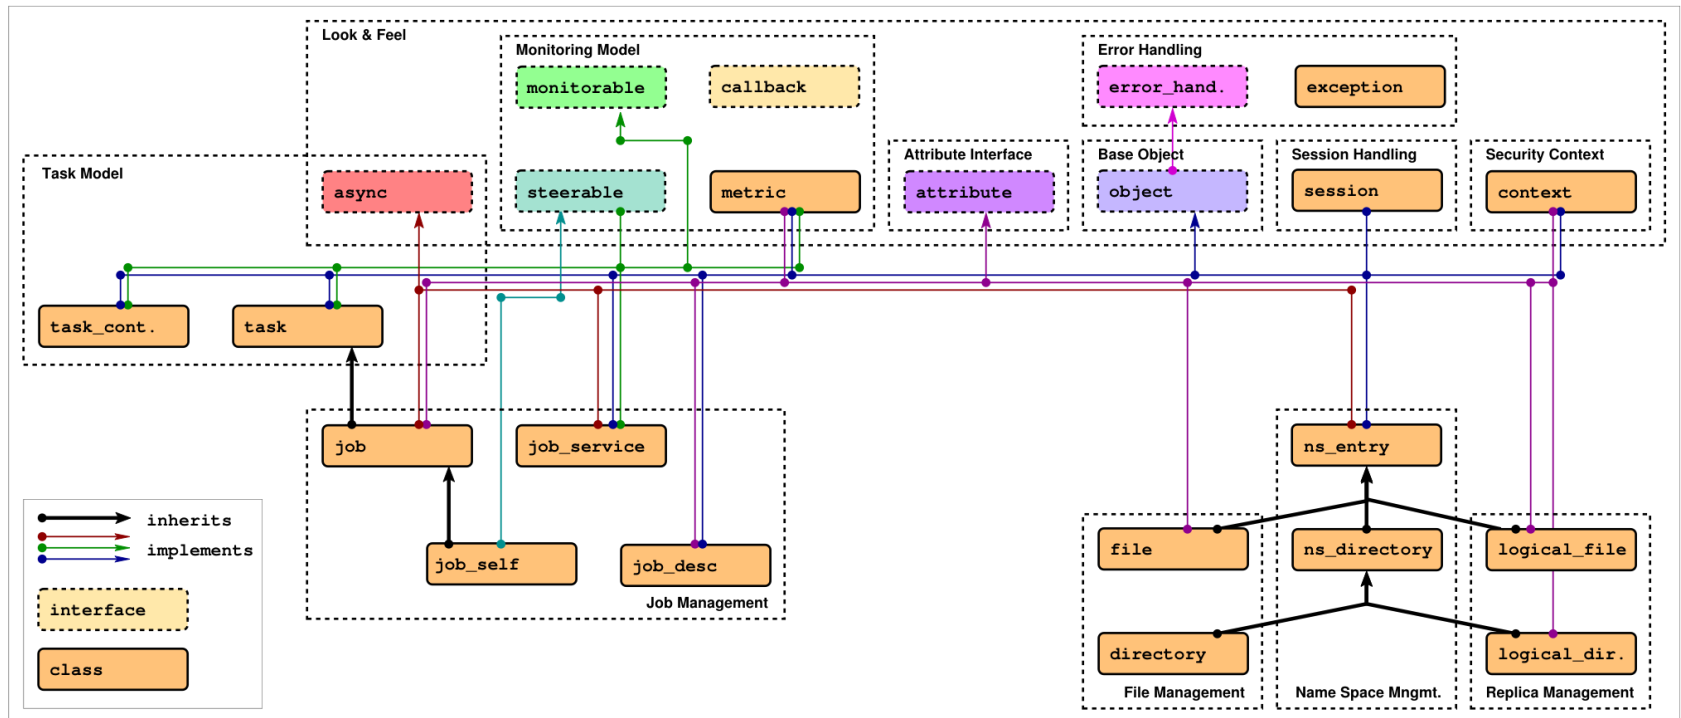 Look & Feel
Monitoring Model
Error Handling
monitorable
callback
error_hand.
exception
Task Model
Attribute Interface
Base Object
Session Handling
Security Context
async
steerable
metric
attribute
object
session
context
task_cont.
task
job
job_service
ns_entry
inherits
implements
file
ns_directory
logical_file
job_self
job_desc
interface
Job Management
class
directory
logical_dir.
File Management
Name Space Mngmt.
Replica Management